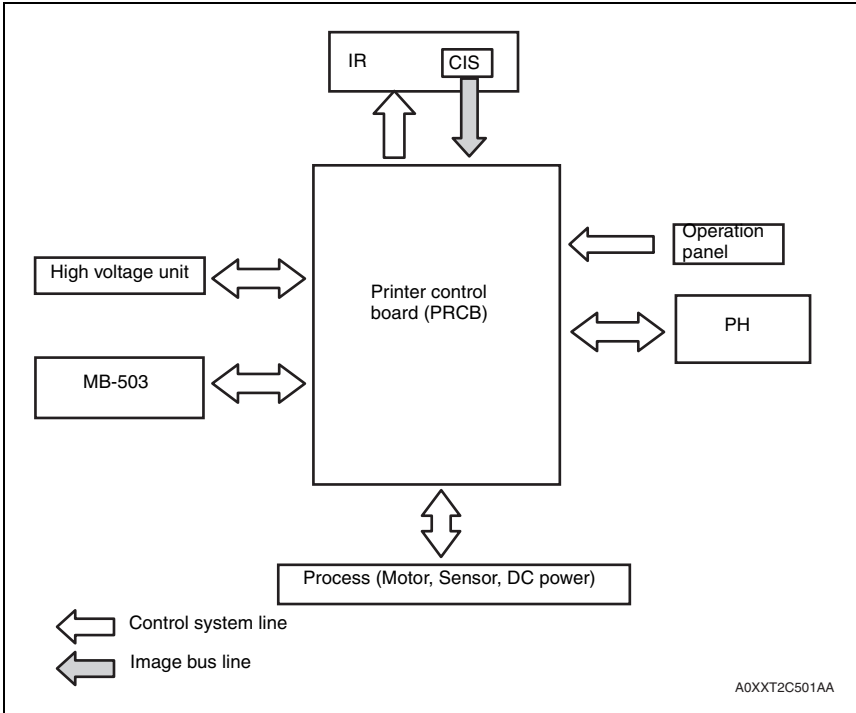 IR
CIS
Operation
panel
High voltage unit
Printer control
board (PRCB)
PH
MB-503
Process (Motor, Sensor, DC power)
Control system line
Image bus line
A0XXT2C501AA